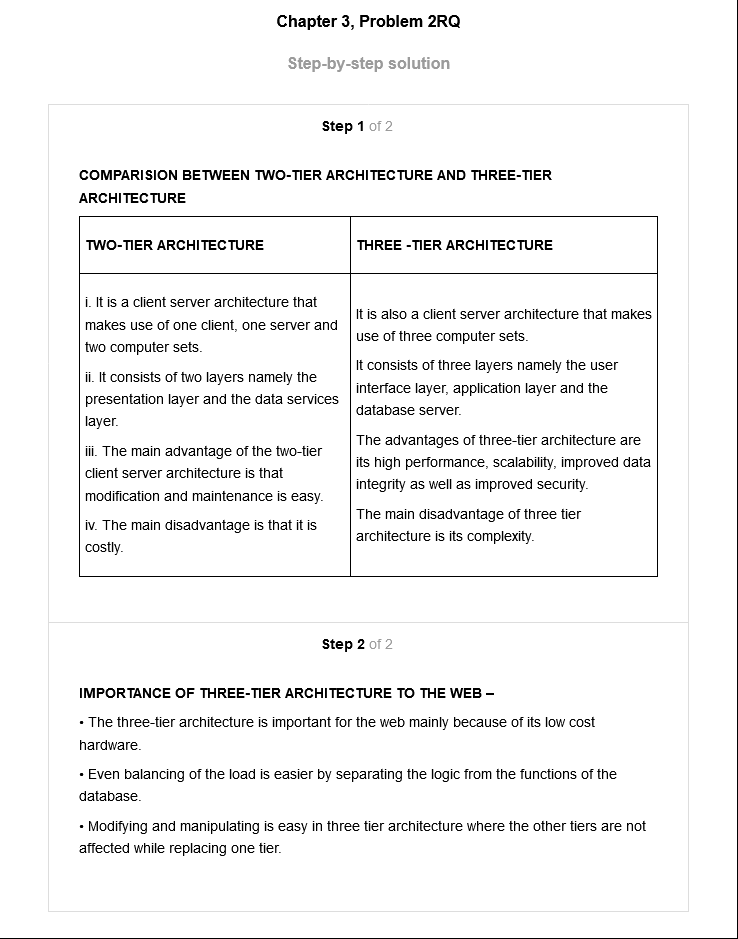 Chapter 3, Problem 2RQ
Step-by-step solution
Step 1 of 2
COMPARISION BETWEEN TWO-TIER ARCHITECTURE AND THREE-TIER
ARCHITECTURE
TWO-TIER ARCHITECTURE
THREE -TIER ARCHITECTURE
i. It is a client server architecture that
makes use of one client, one server and
two computer sets.
ii. It consists of two layers namely the
presentation layer and the data services
layer.
iii. The main advantage of the two-tier
client server architecture is that
modification and maintenance is easy.
iv. The main disadvantage is that it is
costly.
It is also a client server architecture that makes
use of three computer sets.
It consists of three layers namely the user
interface layer, application layer and the
database server.
The advantages of three-tier architecture are
its high performance, scalability, improved data
integrity as well as improved security.
The main disadvantage of three tier
architecture is its complexity.
Step 2 of 2
IMPORTANCE OF THREE-TIER ARCHITECTURE TO THE WEB –
• The three-tier architecture is important for the web mainly because of its low cost
hardware.
• Even balancing of the load is easier by separating the logic from the functions of the
database.
• Modifying and manipulating is easy in three tier architecture where the other tiers are not
affected while replacing one tier.